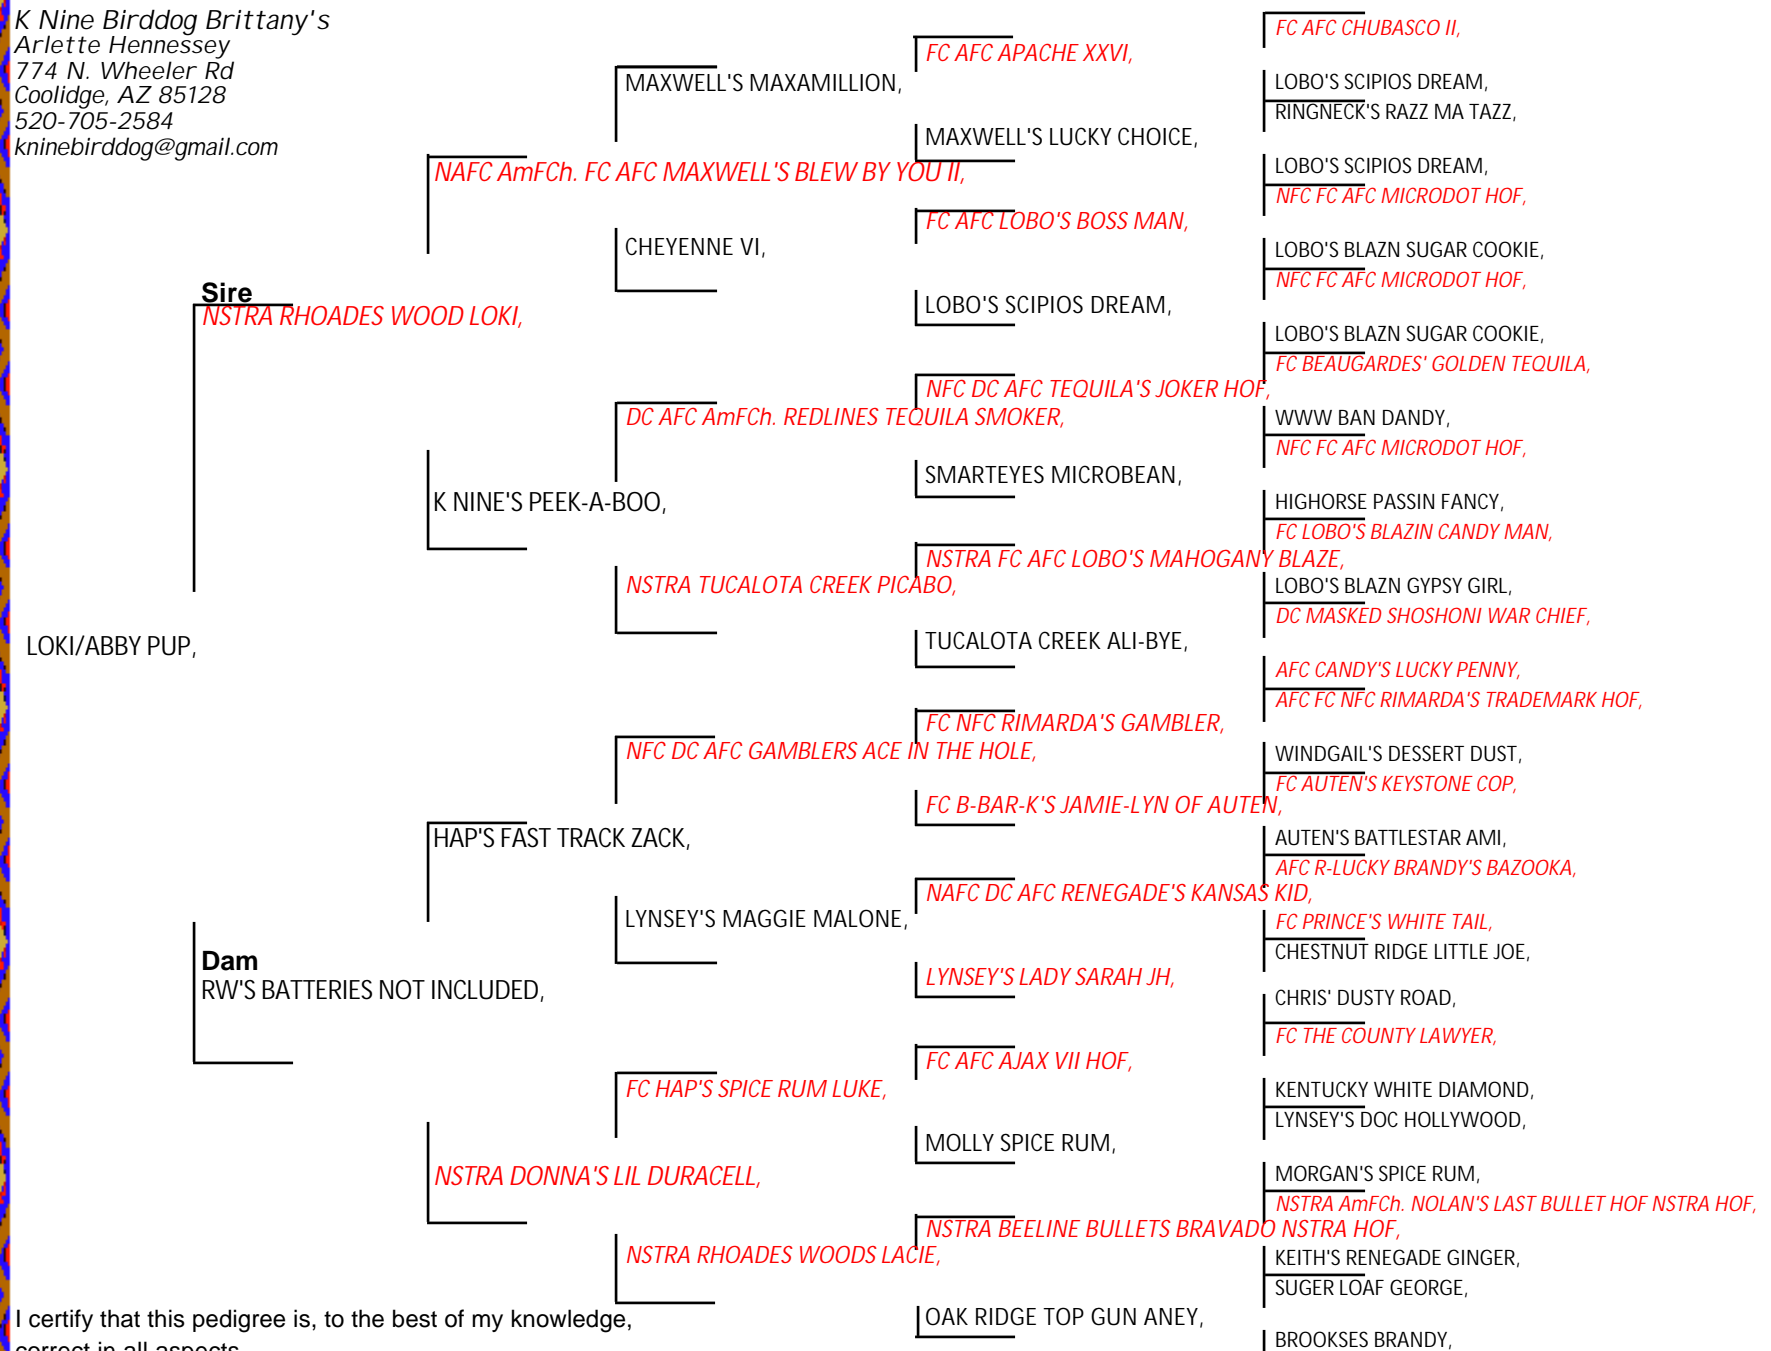 K Nine Birddog Brittany's
Arlette Hennessey
774 N. Wheeler Rd
Coolidge, AZ 85128
520-705-2584
kninebirddog@gmail.com
LOKI/ABBY PUP,
Sire
NSTRA RHOADES WOOD LOKI,
Dam
RW'S BATTERIES NOT INCLUDED,
NAFC AmFCh. FC AFC MAXWELL'S BLEW BY YOU II,
K NINE'S PEEK-A-BOO,
HAP'S FAST TRACK ZACK,
NSTRA DONNA'S LIL DURACELL,
MAXWELL'S MAXAMILLION,
CHEYENNE VI,
DC AFC AmFCh. REDLINES TEQUILA SMOKER,
NSTRA TUCALOTA CREEK PICABO,
NFC DC AFC GAMBLERS ACE IN THE HOLE,
LYNSEY'S MAGGIE MALONE,
FC HAP'S SPICE RUM LUKE,
NSTRA RHOADES WOODS LACIE,
FC AFC APACHE XXVI,
MAXWELL'S LUCKY CHOICE,
FC AFC LOBO'S BOSS MAN,
LOBO'S SCIPIOS DREAM,
NFC DC AFC TEQUILA'S JOKER HOF,
SMARTEYES MICROBEAN,
NSTRA FC AFC LOBO'S MAHOGANY BLAZE,
TUCALOTA CREEK ALI-BYE,
FC NFC RIMARDA'S GAMBLER,
FC B-BAR-K'S JAMIE-LYN OF AUTEN,
NAFC DC AFC RENEGADE'S KANSAS KID,
LYNSEY'S LADY SARAH JH,
FC AFC AJAX VII HOF,
MOLLY SPICE RUM,
NSTRA BEELINE BULLETS BRAVADO NSTRA HOF,
OAK RIDGE TOP GUN ANEY,
FC AFC CHUBASCO II,
LOBO'S SCIPIOS DREAM,
RINGNECK'S RAZZ MA TAZZ,
LOBO'S SCIPIOS DREAM,
NFC FC AFC MICRODOT HOF,
LOBO'S BLAZN SUGAR COOKIE,
NFC FC AFC MICRODOT HOF,
LOBO'S BLAZN SUGAR COOKIE,
FC BEAUGARDES' GOLDEN TEQUILA,
WWW BAN DANDY,
NFC FC AFC MICRODOT HOF,
HIGHORSE PASSIN FANCY,
FC LOBO'S BLAZIN CANDY MAN,
LOBO'S BLAZN GYPSY GIRL,
DC MASKED SHOSHONI WAR CHIEF,
AFC CANDY'S LUCKY PENNY,
AFC FC NFC RIMARDA'S TRADEMARK HOF,
WINDGAIL'S DESSERT DUST,
FC AUTEN'S KEYSTONE COP,
AUTEN'S BATTLESTAR AMI,
AFC R-LUCKY BRANDY'S BAZOOKA,
FC PRINCE'S WHITE TAIL,
CHESTNUT RIDGE LITTLE JOE,
CHRIS' DUSTY ROAD,
FC THE COUNTY LAWYER,
KENTUCKY WHITE DIAMOND,
LYNSEY'S DOC HOLLYWOOD,
MORGAN'S SPICE RUM,
NSTRA AmFCh. NOLAN'S LAST BULLET HOF NSTRA HOF,
KEITH'S RENEGADE GINGER,
SUGER LOAF GEORGE,
BROOKSES BRANDY,
I certify that this pedigree is, to the best of my knowledge,
correct in all aspects